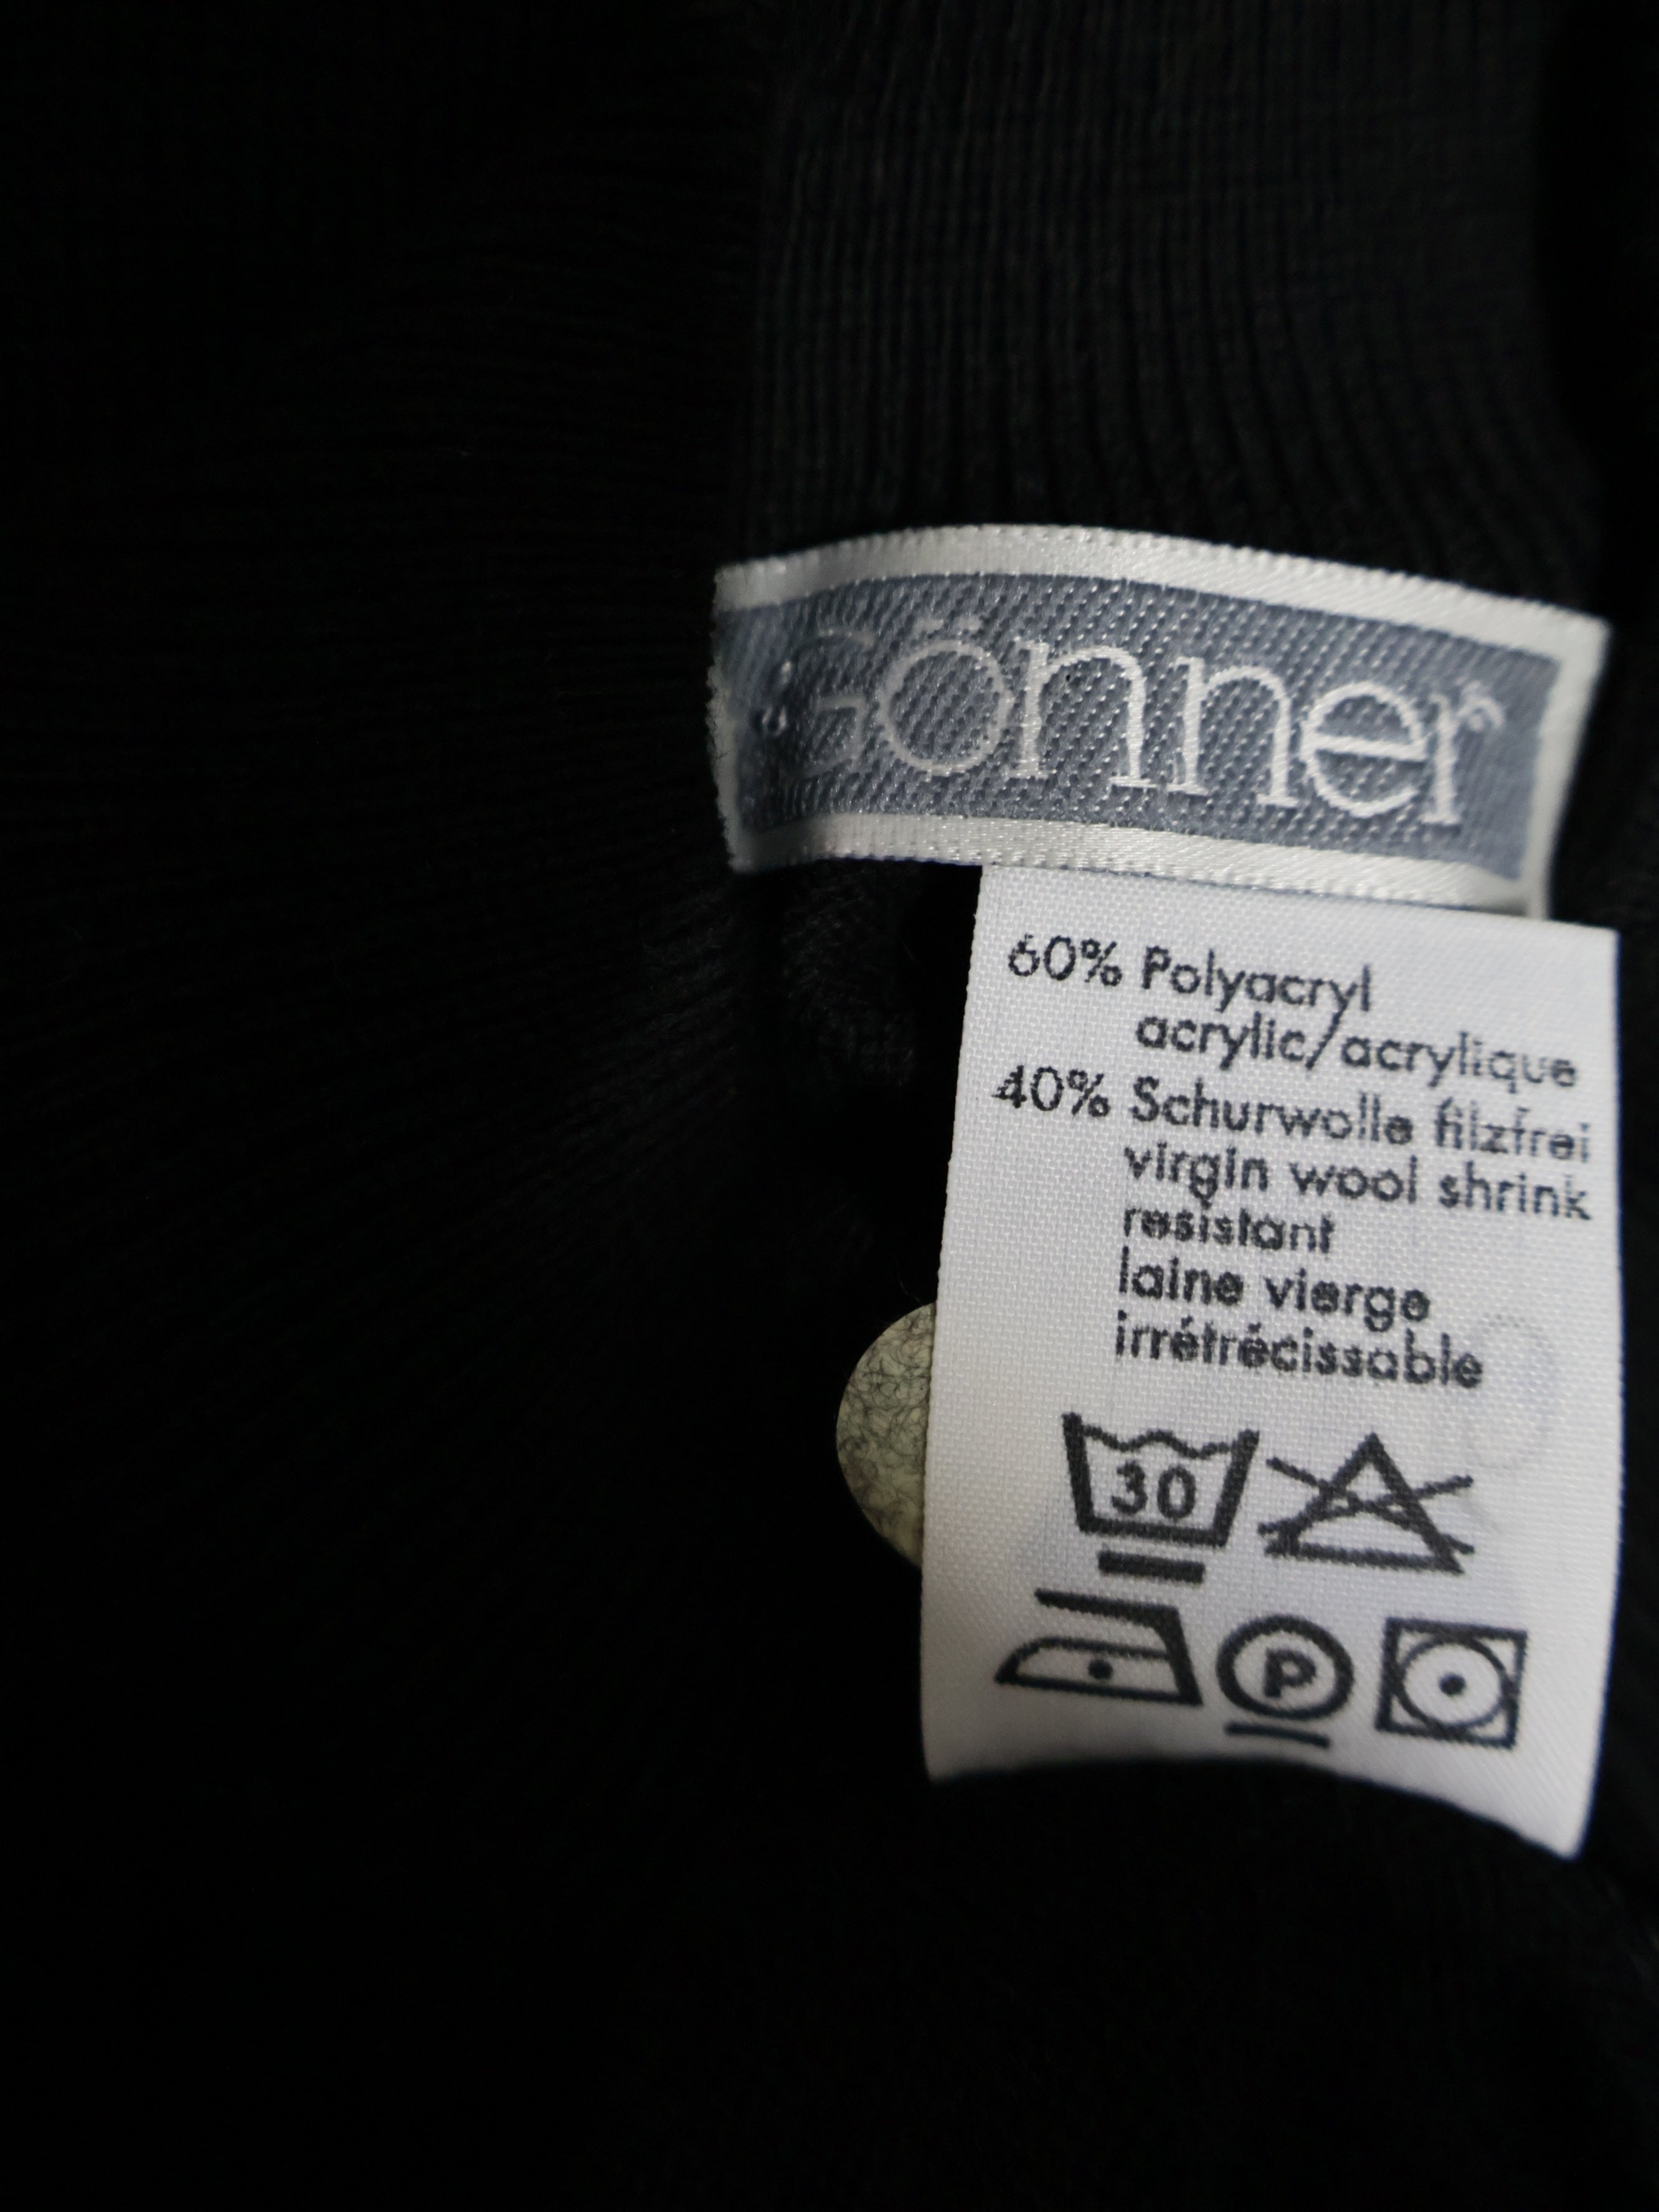 Gönner
60% Polyacryl
acrylic/acrylique
40% Schurwolle filzfrei
virgin wool shrink
resistant
laine vierge
irrétrécissable
30
P